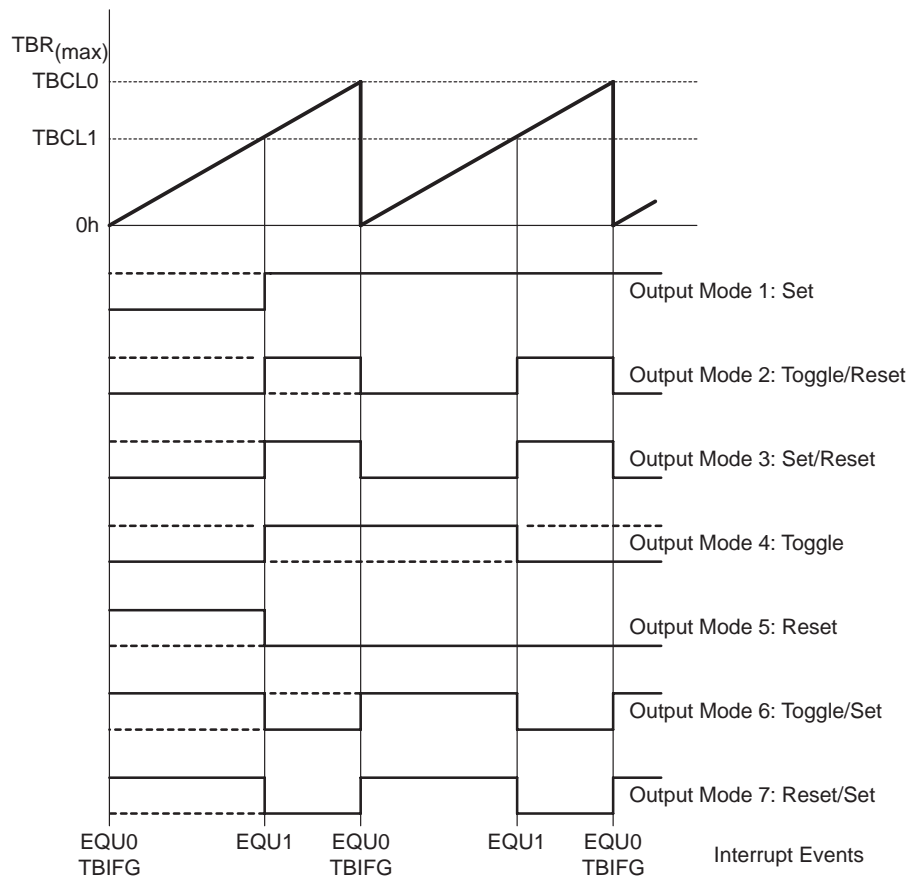 TBR(max)
TBCL0
TBCL1
0h
Output Mode 1: Set
Output Mode 2: Toggle/Reset
Output Mode 3: Set/Reset
Output Mode 4: Toggle
Output Mode 5: Reset
Output Mode 6: Toggle/Set
Output Mode 7: Reset/Set
EQU0 EQU1 EQU0 EQU1 EQU0
TBIFG TBIFG TBIFG
Interrupt Events